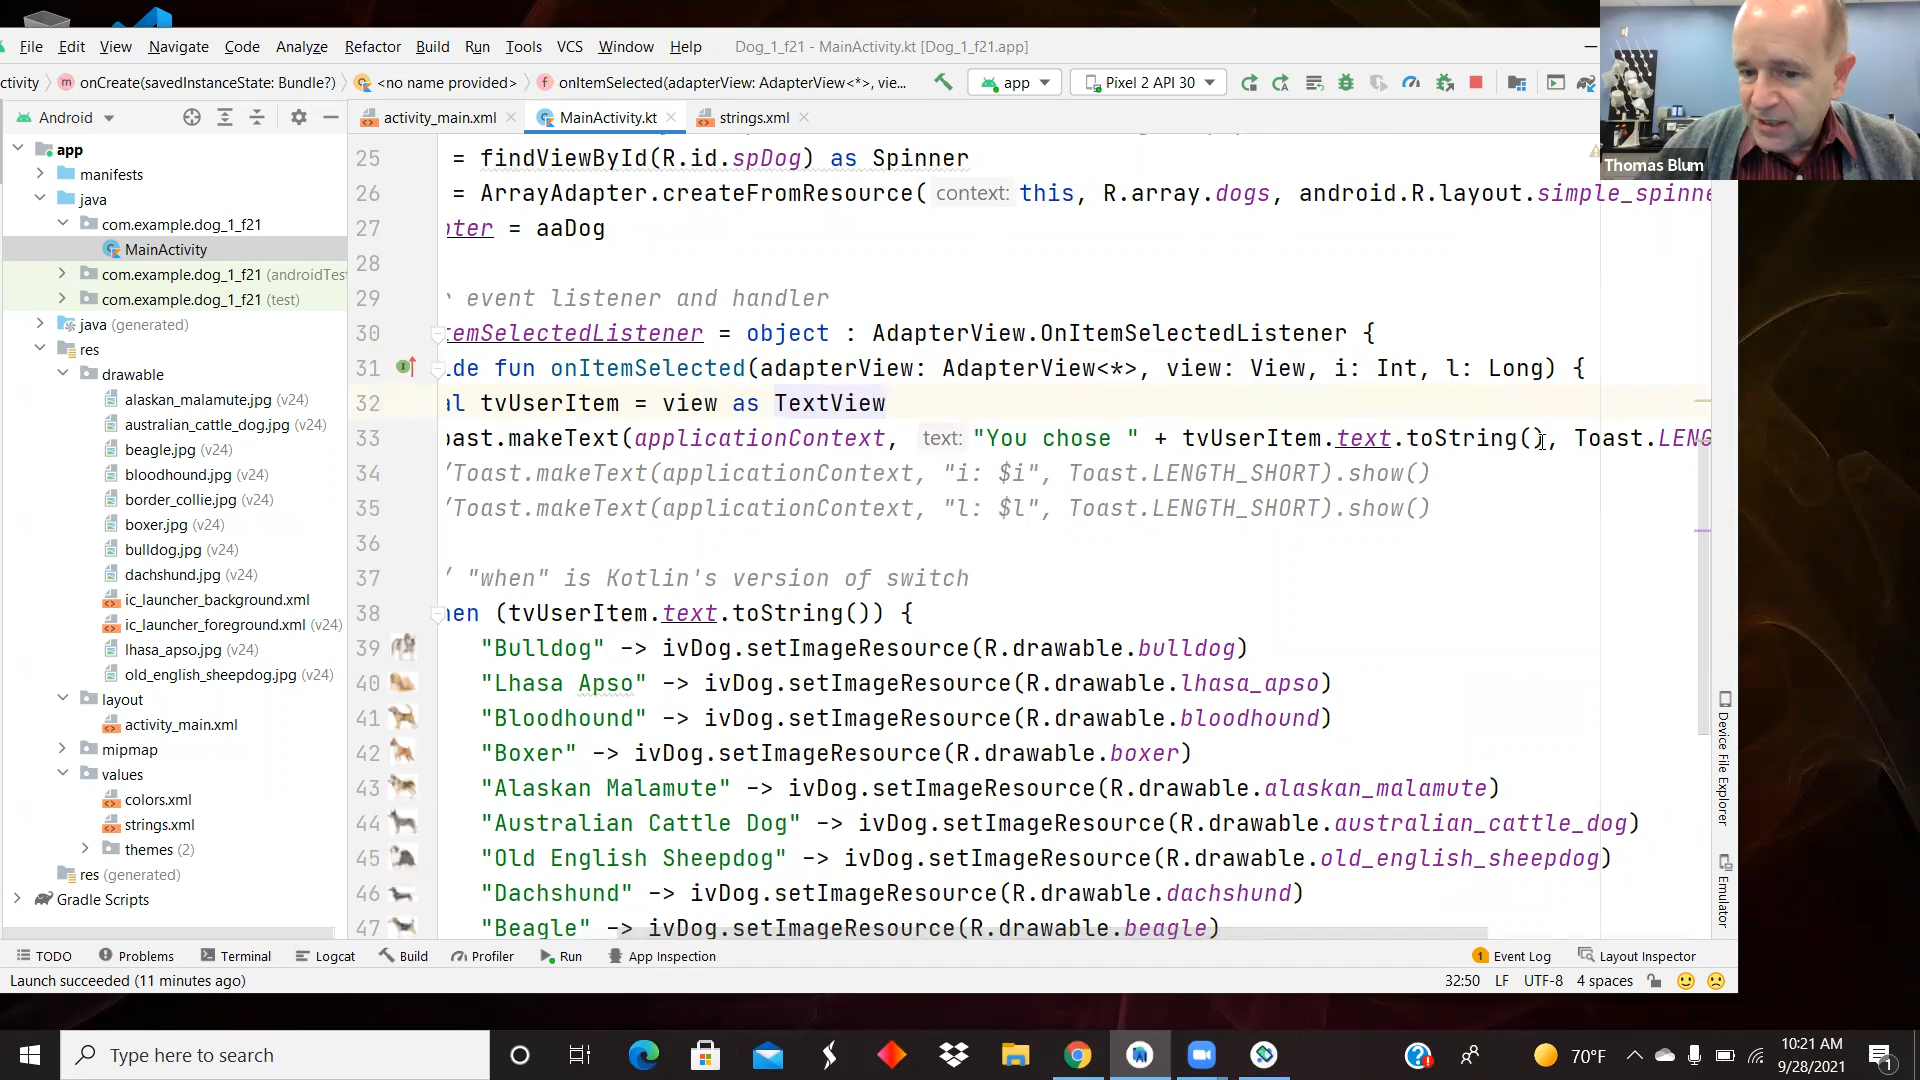 File Edit View Navigate Code Analyze Refactor Build Run Tools VCS Window Help Dog_1_f21 - MainActivity.kt [Dog_1_f21.app]
ctivity onCreate(savedInstanceState: Bundle?) <no name provided> onItemSelected(adapterView: AdapterView<*>, vie... app Pixel 2 API 30
Thomas Blum
Android
activity_main.xml MainActivity.kt strings.xml
app
manifests
java
com.example.dog_1_f21
MainActivity
com.example.dog_1_f21 (androidTes
com.example.dog_1_f21 (test)
java (generated)
res
drawable
alaskan_malamute.jpg (v24)
australian_cattle_dog.jpg (v24)
beagle.jpg (v24)
bloodhound.jpg (v24)
border_collie.jpg (v24)
boxer.jpg (v24)
bulldog.jpg (v24)
dachshund.jpg (v24)
ic_launcher_background.xml
ic_launcher_foreground.xml (v24)
lhasa_apso.jpg (v24)
old_english_sheepdog.jpg (v24)
layout
activity_main.xml
mipmap
values
colors.xml
strings.xml
themes (2)
res (generated)
Gradle Scripts
25 = findViewById(R.id.spDog) as Spinner
26 = ArrayAdapter.createFromResource( context: this, R.array.dogs, android.R.layout.simple_spinne
27 pter = aaDog
28
29 r event listener and handler
30 temSelectedListener = object : AdapterView.OnItemSelectedListener {
31 ide fun onItemSelected(adapterView: AdapterView<*>, view: View, i: Int, l: Long) {
32 al tvUserItem = view as TextView
33 oast.makeText(applicationContext, text: "You chose " + tvUserItem.text.toString(), Toast.LENG
34 /Toast.makeText(applicationContext, "i: $i", Toast.LENGTH_SHORT).show()
35 /Toast.makeText(applicationContext, "l: $l", Toast.LENGTH_SHORT).show()
36
37 / "when" is Kotlin's version of switch
38 hen (tvUserItem.text.toString()) {
39 "Bulldog" -> ivDog.setImageResource(R.drawable.bulldog)
40 "Lhasa Apso" -> ivDog.setImageResource(R.drawable.lhasa_apso)
41 "Bloodhound" -> ivDog.setImageResource(R.drawable.bloodhound)
42 "Boxer" -> ivDog.setImageResource(R.drawable.boxer)
43 "Alaskan Malamute" -> ivDog.setImageResource(R.drawable.alaskan_malamute)
44 "Australian Cattle Dog" -> ivDog.setImageResource(R.drawable.australian_cattle_dog)
45 "Old English Sheepdog" -> ivDog.setImageResource(R.drawable.old_english_sheepdog)
46 "Dachshund" -> ivDog.setImageResource(R.drawable.dachshund)
47 "Beagle" -> ivDog.setImageResource(R.drawable.beagle)
Device File Explorer
Emulator
TODO Problems Terminal Logcat Build Profiler Run App Inspection 1 Event Log Layout Inspector
Launch succeeded (11 minutes ago) 32:50 LF UTF-8 4 spaces
Type here to search 70°F 10:21 AM
9/28/2021 1